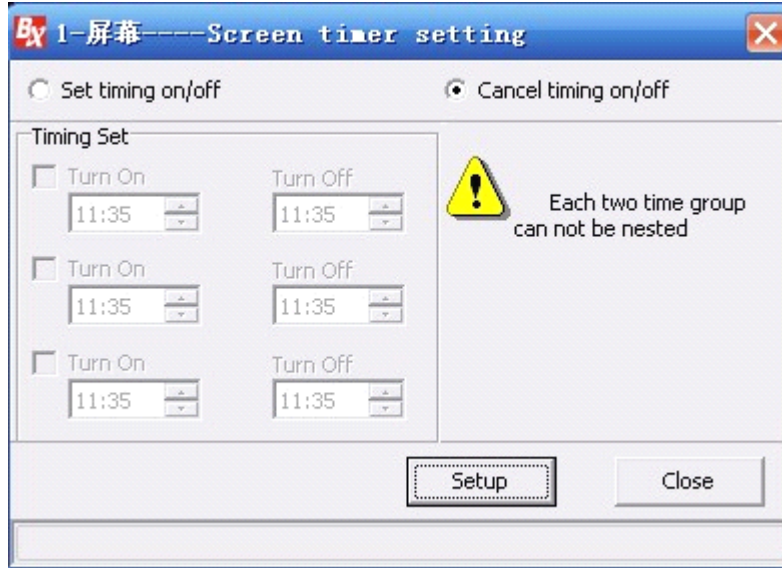 BX 1-屏幕----Screen timer setting
Set timing on/off
Cancel timing on/off
Timing Set
Turn On
Turn Off
11:35
11:35
Turn On
Turn Off
11:35
11:35
Turn On
Turn Off
11:35
11:35
Each two time group
can not be nested
Setup
Close